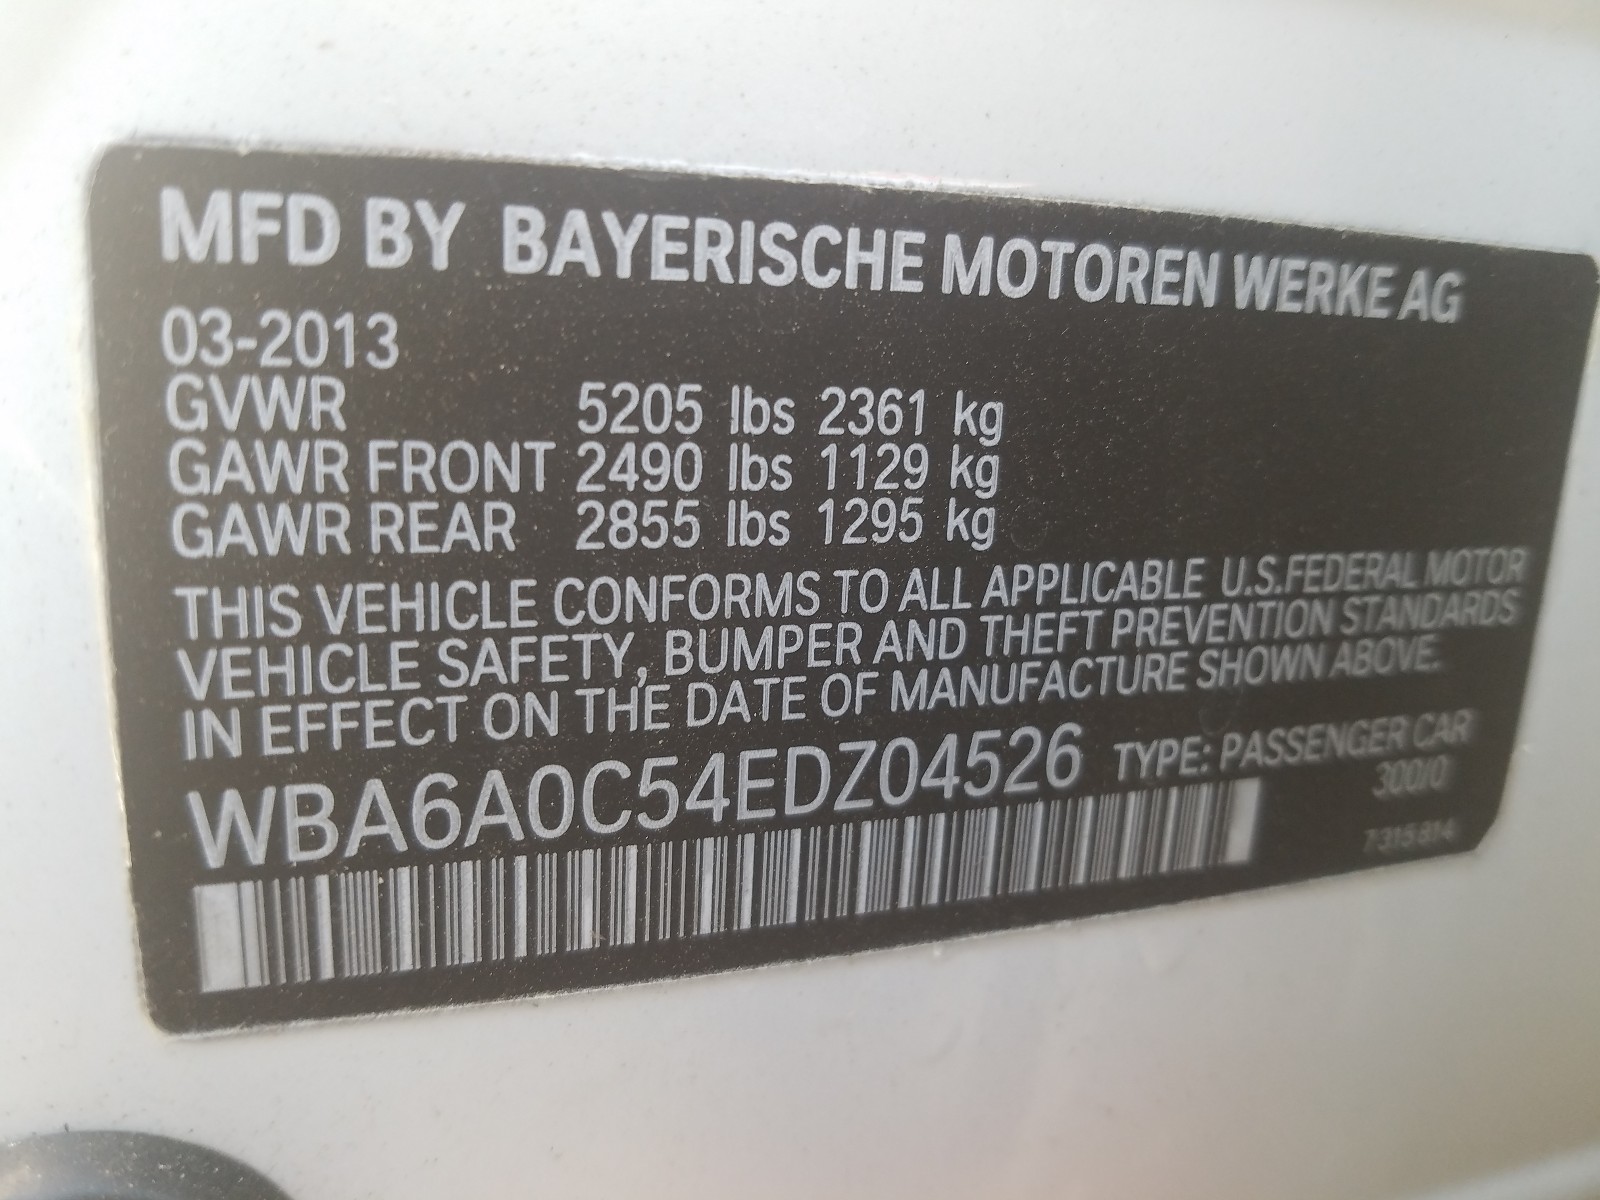 MFD BY BAYERISCHE MOTOREN WERKE AG
03-2013
GVWR 5205 lbs 2361 kg
GAWR FRONT 2490 lbs 1129 kg
GAWR REAR 2855 lbs 1295 kg
THIS VEHICLE CONFORMS TO ALL APPLICABLE U.S.FEDERAL MOTOR
VEHICLE SAFETY, BUMPER AND THEFT PREVENTION STANDARDS
IN EFFECT ON THE DATE OF MANUFACTURE SHOWN ABOVE.
WBA6A0C54EDZ04526 TYPE: PASSENGER CAR
300/0
7315814